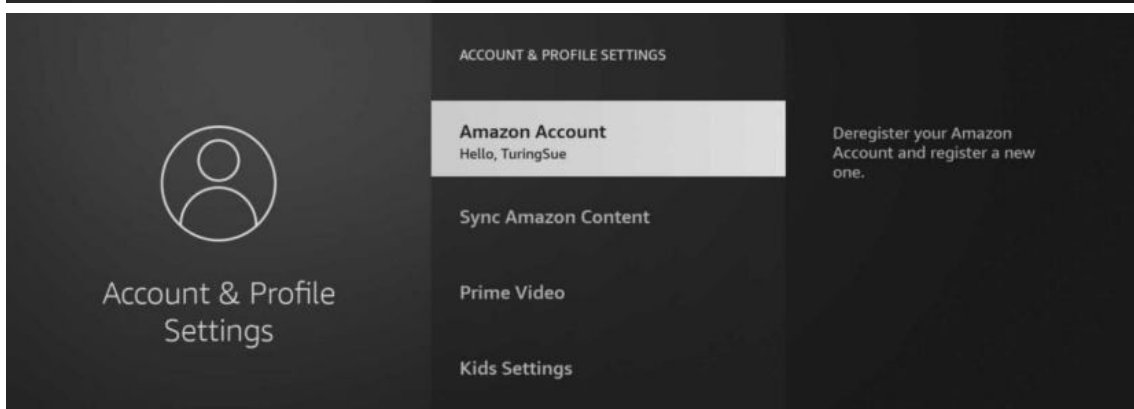 ACCOUNT & PROFILE SETTINGS
Amazon Account
Hello, TuringSue
Deregister your Amazon
Account and register a new
one.
Sync Amazon Content
Prime Video
Kids Settings
Account & Profile
Settings